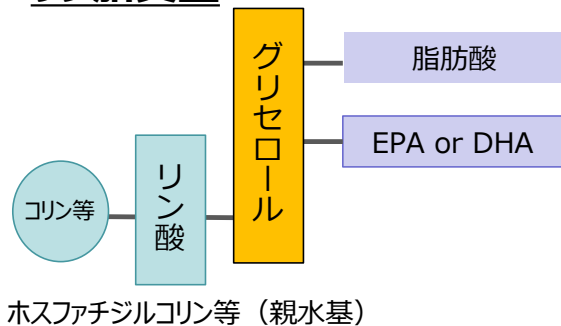 グリセロール
脂肪酸
EPA or DHA
リン酸
コリン等
ホスファチジルコリン等（親水基）